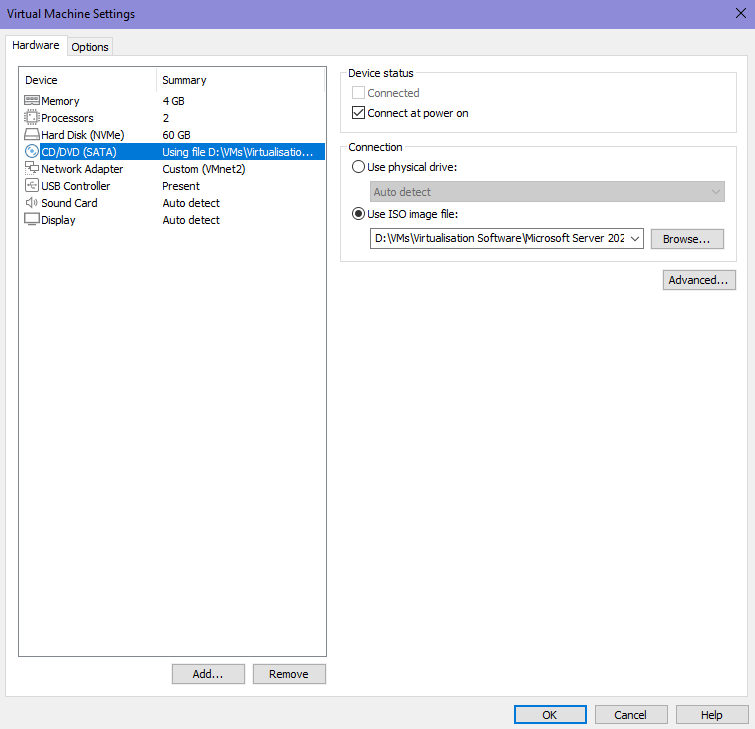 Virtual Machine Settings
Hardware Options
Device Summary
Memory 4 GB
Processors 2
Hard Disk (NVMe) 60 GB
CD/DVD (SATA) Using file D:\VMs\Virtualisatio...
Network Adapter Custom (VMnet2)
USB Controller Present
Sound Card Auto detect
Display Auto detect
Add... Remove
Device status
Connected
Connect at power on
Connection
Use physical drive:
Auto detect
Use ISO image file:
D:\VMs\Virtualisation Software\Microsoft Server 202 Browse...
Advanced...
OK Cancel Help